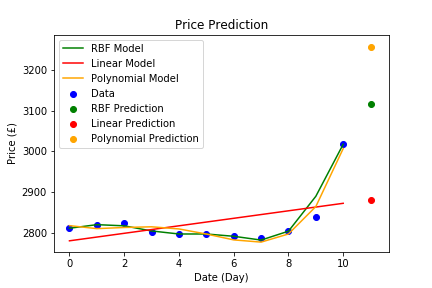 Price Prediction
RBF Model
Linear Model
Polynomial Model
Data
RBF Prediction
Linear Prediction
Polynomial Prediction
Price (£)
3200
3100
3000
2900
2800
0 2 4 6 8 10
Date (Day)